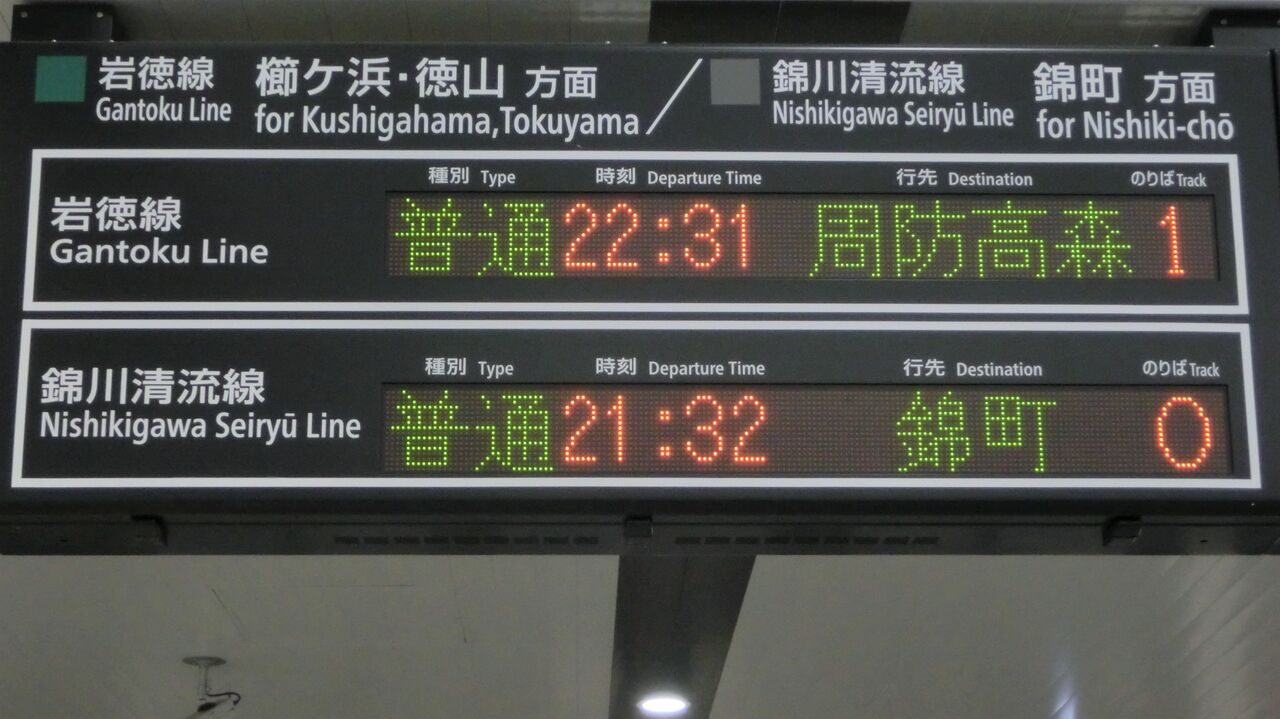 岩徳線 櫛ケ浜・徳山 方面 / 錦川清流線 錦町 方面
Gantoku Line for Kushigahama,Tokuyama Nishikigawa Seiryū Line for Nishiki-chō
種別 Type 時刻 Departure Time 行先 Destination のりば Track
岩徳線 普通 22:31 周防高森 1
Gantoku Line
種別 Type 時刻 Departure Time 行先 Destination のりば Track
錦川清流線 普通 21:32 錦町 0
Nishikigawa Seiryū Line